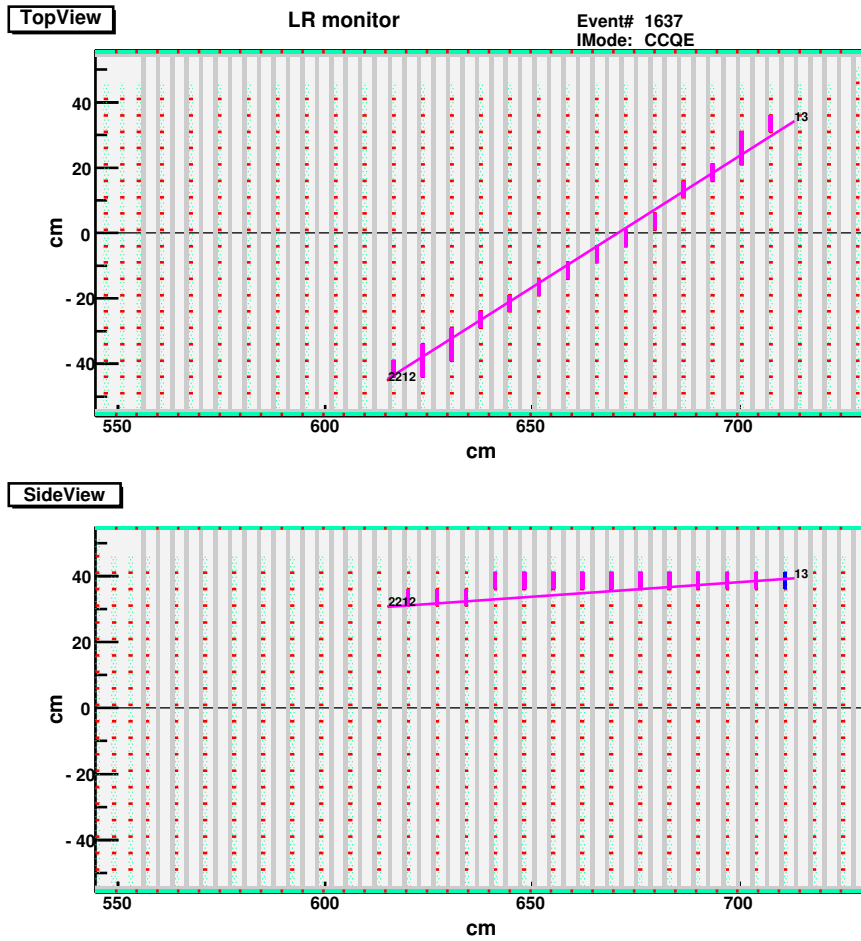 TopView
LR monitor
Event# 1637
IMode: CCQE
40
20
0
- 20
- 40
cm
13
2212
550
600
650
700
cm
SideView
40
20
0
- 20
- 40
cm
13
2212
550
600
650
700
cm